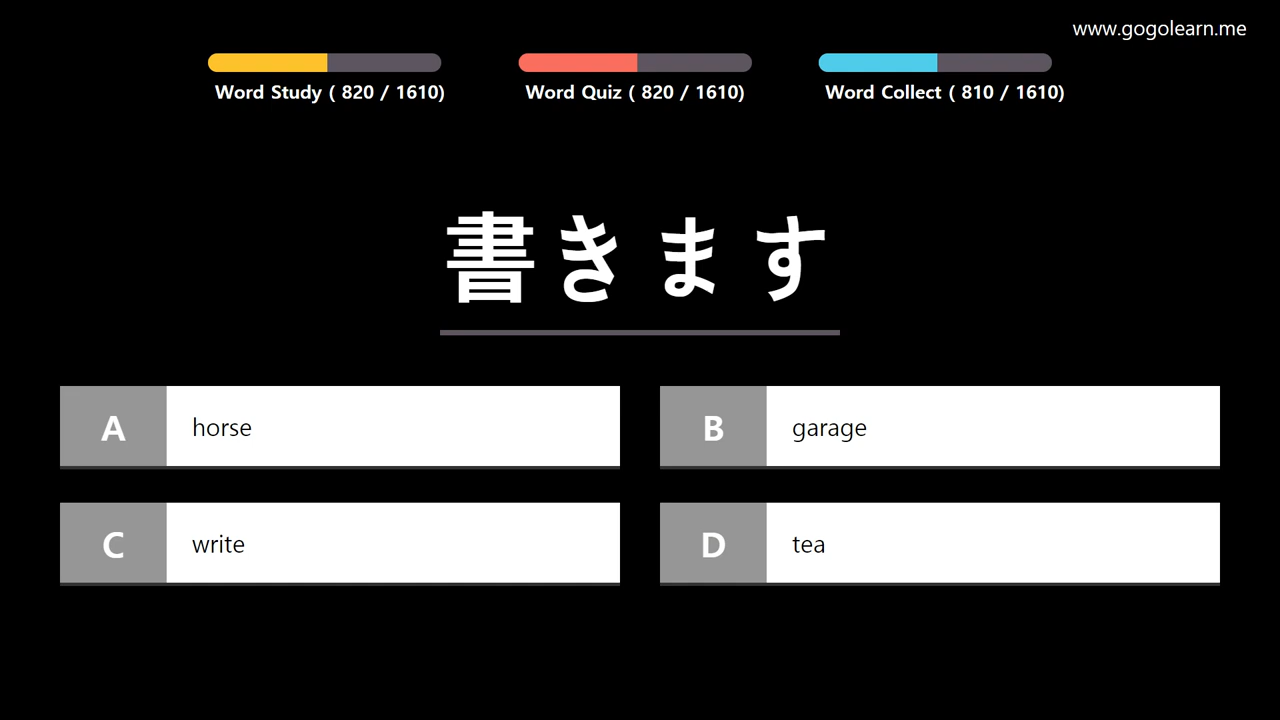 www.gogolearn.me
Word Study ( 820 / 1610)
Word Quiz ( 820 / 1610)
Word Collect ( 810 / 1610)
書きます
A horse
B garage
C write
D tea